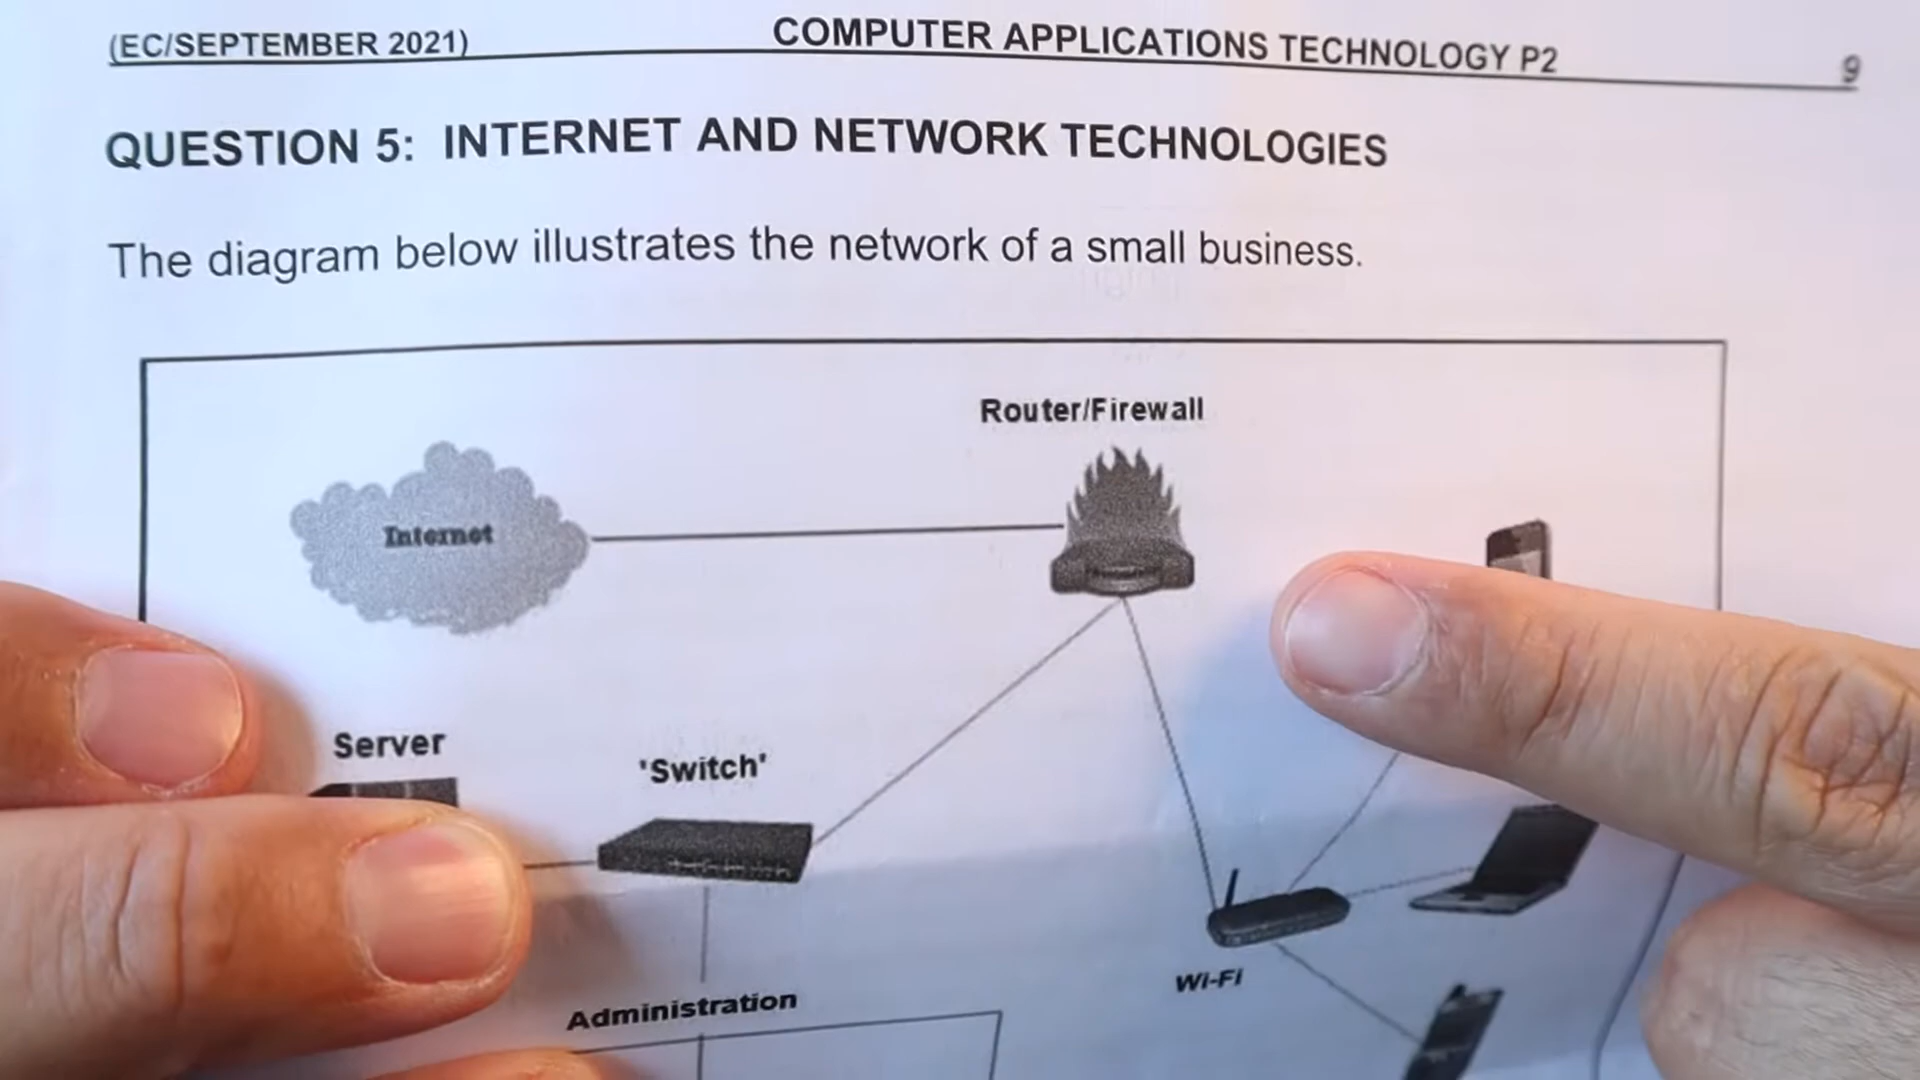 (EC/SEPTEMBER 2021) COMPUTER APPLICATIONS TECHNOLOGY P2 9
QUESTION 5: INTERNET AND NETWORK TECHNOLOGIES
The diagram below illustrates the network of a small business.
Router/Firewall
Internet
Server
'Switch'
Wi-Fi
Administration